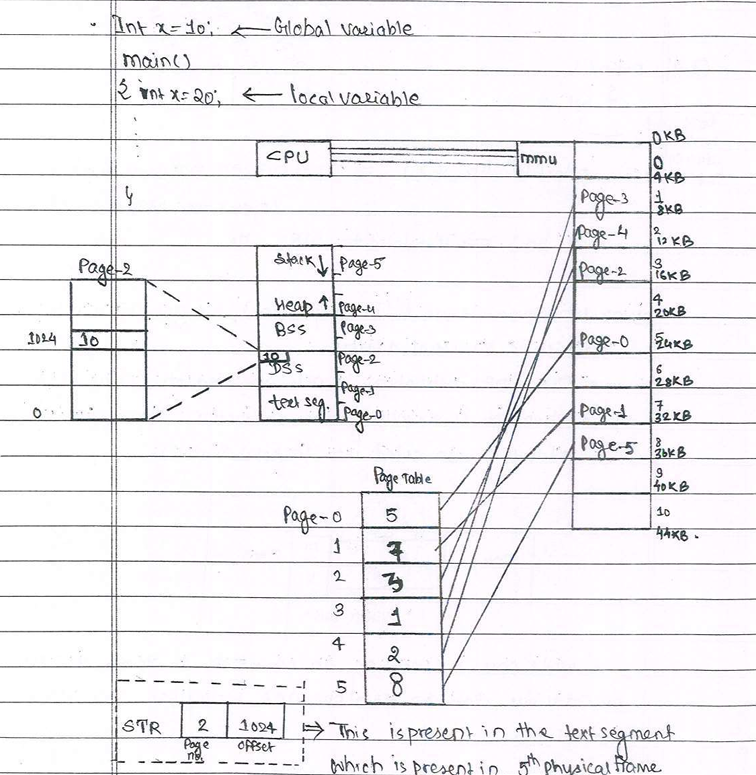 Int x=10; ← Global variable
main()
{ int x=20; ← local variable
}
CPU
mmu
0KB
0
4KB
Page-3 1
8KB
Page-4 2
12KB
Page-2 3
16KB
4
20KB
Page-0 5
24KB
6
28KB
Page-1 7
32KB
Page-5 8
36KB
9
40KB
10
44KB.
Page-2
1024 10
0
Stack ↓ Page-5
Heap ↑ Page-4
BSS Page-3
10 Page-2
DSS
Page-1
text seg. Page-0
Page Table
Page-0 5
1 7
2 3
3 1
4 2
5 8
STR 2 1024 ⇒ This is present in the text segment
Page no. offset
which is present in 5th physical frame